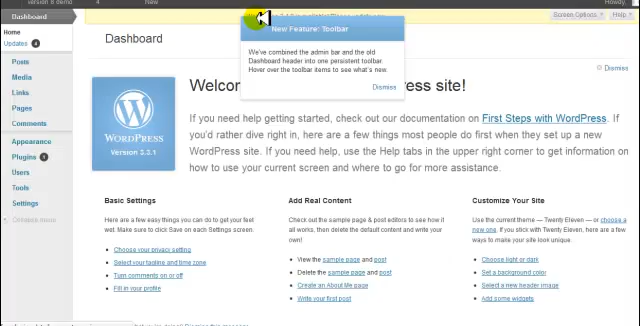 Version 8 demo 4 New Howdy,
Dashboard
Screen Options Help
New Feature: Toolbar
Home
Updates 4
Dashboard
We've combined the admin bar and the old
Dashboard header into one persistent toolbar.
Hover over the toolbar items to see what's new.
Dismiss
Dismiss
Posts
Media
Links
Pages
Comments
Appearance
Plugins 1
Users
Tools
Settings
Collapse menu
WORDPRESS
Version 3.3.1
press site!
If you need help getting started, check out our documentation on First Steps with WordPress. If
you'd rather dive right in, here are a few things most people do first when they set up a new
WordPress site. If you need help, use the Help tabs in the upper right corner to get information on
how to use your current screen and where to go for more assistance.
Basic Settings
Here are a few easy things you can do to get your feet
wet. Make sure to click Save on each Settings screen.
Choose your privacy setting
Select your tagline and time zone
Turn comments on or off
Fill in your profile
Add Real Content
Check out the sample page & post editors to see how it
all works, then delete the default content and write your
own!
View the sample page and post
Delete the sample page and post
Create an About Me page
Write your first post
Customize Your Site
Use the current theme — Twenty Eleven — or choose
a new one. If you stick with Twenty Eleven, here are a few
ways to make your site look unique.
Choose light or dark
Set a background color
Select a new header image
Add some widgets